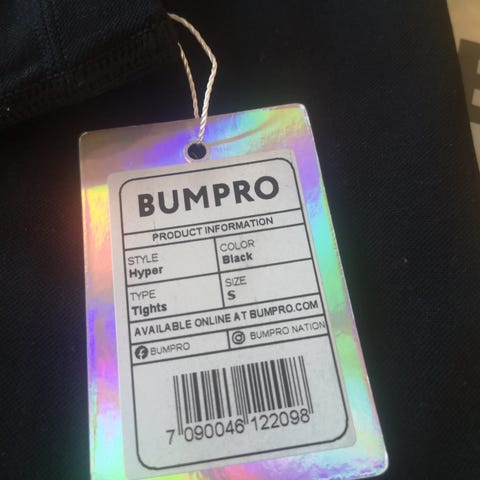 BUMPRO
PRODUCT INFORMATION
STYLE
Hyper
COLOR
Black
TYPE
Tights
SIZE
S
AVAILABLE ONLINE AT BUMPRO.COM
BUMPRO
BUMPRO NATION
7 090046 122098